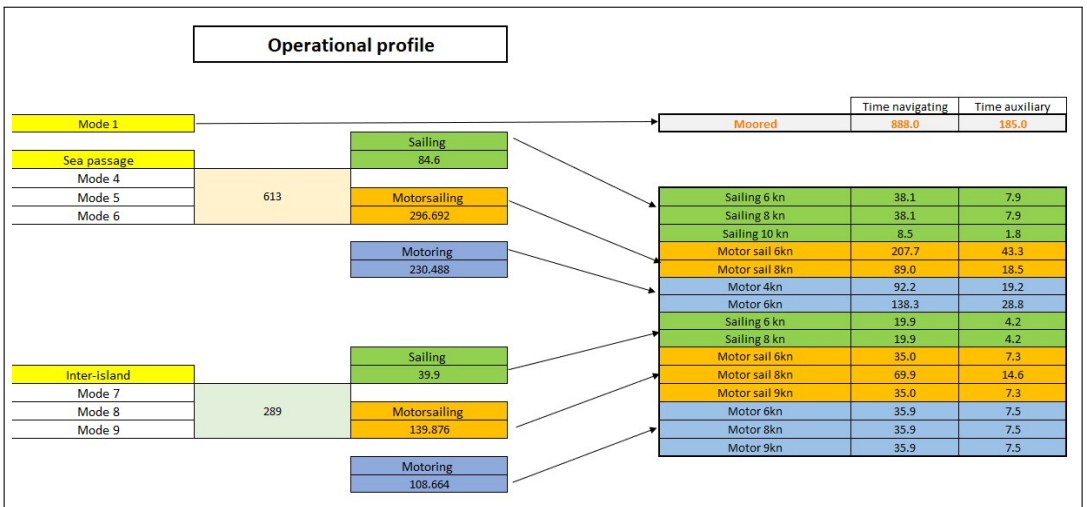 Operational profile
Time navigating Time auxiliary
Mode 1 Moored 888.0 185.0
Sailing
Sea passage 84.6
Mode 4
Mode 5 613 Motorsailing Sailing 6 kn 38.1 7.9
Mode 6 296.692 Sailing 8 kn 38.1 7.9
Sailing 10 kn 8.5 1.8
Motoring Motor sail 6kn 207.7 43.3
230.488 Motor sail 8kn 89.0 18.5
Motor 4kn 92.2 19.2
Motor 6kn 138.3 28.8
Sailing 6 kn 19.9 4.2
Sailing 8 kn 19.9 4.2
Sailing Motor sail 6kn 35.0 7.3
Inter-island 39.9 Motor sail 8kn 69.9 14.6
Mode 7 Motor sail 9kn 35.0 7.3
Mode 8 289 Motorsailing Motor 6kn 35.9 7.5
Mode 9 139.876 Motor 8kn 35.9 7.5
Motor 9kn 35.9 7.5
Motoring
108.664